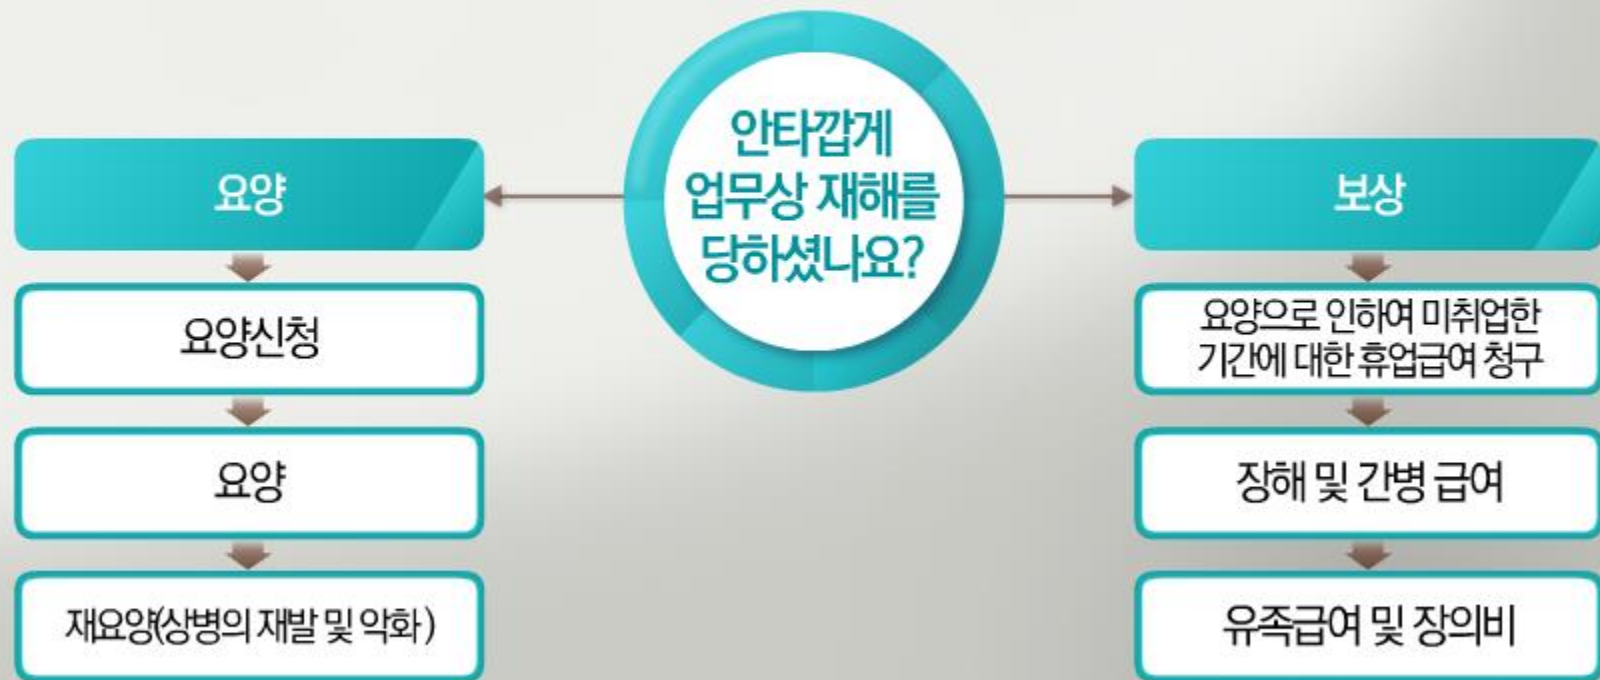 안타깝게
업무상 재해를
당하셨나요?
요양
요양신청
요양
재요양(상병의 재발 및 악화)
보상
요양으로 인하여 미취업한
기간에 대한 휴업급여 청구
장해 및 간병 급여
유족급여 및 장의비